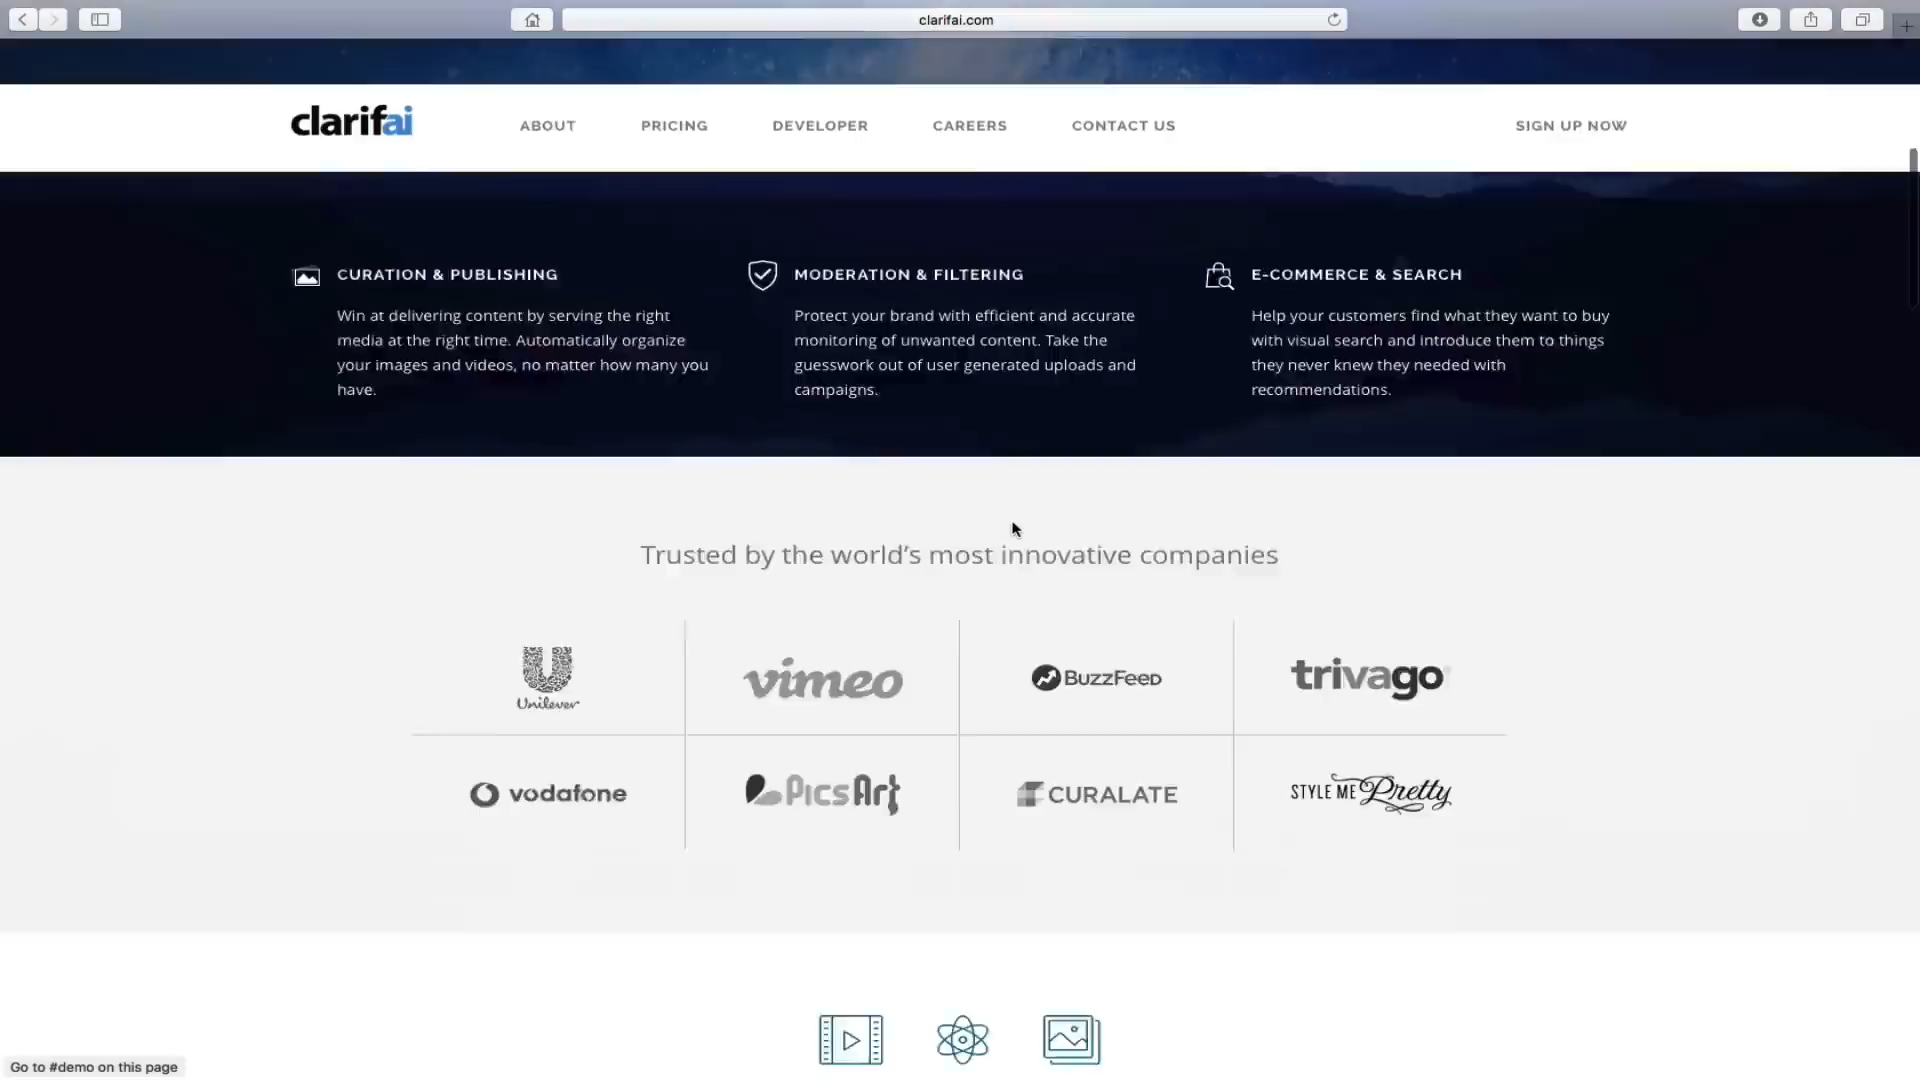 clarifai.com
clarifai ABOUT PRICING DEVELOPER CAREERS CONTACT US SIGN UP NOW
CURATION & PUBLISHING
Win at delivering content by serving the right
media at the right time. Automatically organize
your images and videos, no matter how many you
have.
MODERATION & FILTERING
Protect your brand with efficient and accurate
monitoring of unwanted content. Take the
guesswork out of user generated uploads and
campaigns.
E-COMMERCE & SEARCH
Help your customers find what they want to buy
with visual search and introduce them to things
they never knew they needed with
recommendations.
Trusted by the world's most innovative companies
Unilever vimeo BuzzFeed trivago
vodafone PicsArt CURALATE STYLE ME Pretty
Go to #demo on this page